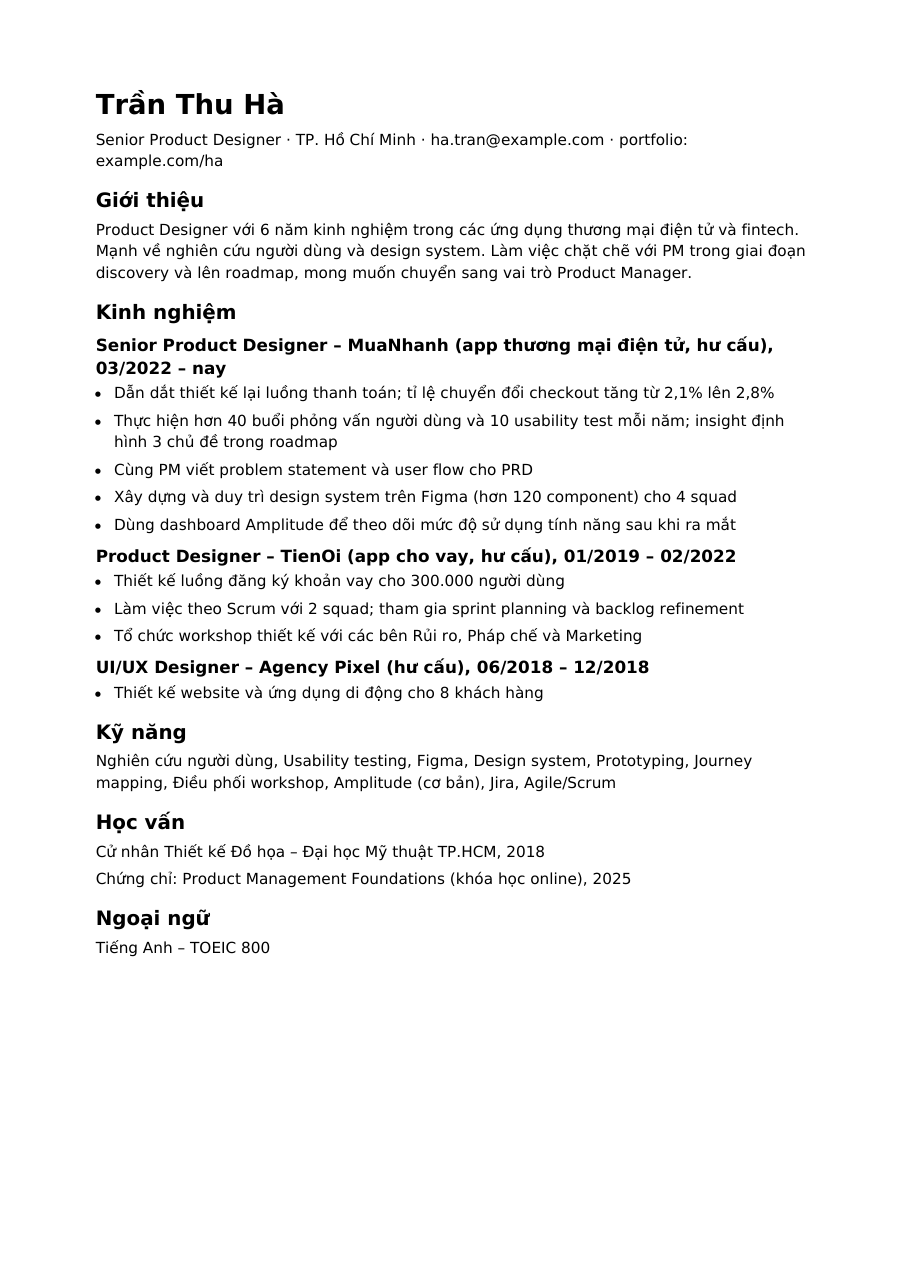 Trần Thu Hà
Senior Product Designer · TP. Hồ Chí Minh · ha.tran@example.com · portfolio:
example.com/ha
Giới thiệu
Product Designer với 6 năm kinh nghiệm trong các ứng dụng thương mại điện tử và fintech.
Mạnh về nghiên cứu người dùng và design system. Làm việc chặt chẽ với PM trong giai đoạn
discovery và lên roadmap, mong muốn chuyển sang vai trò Product Manager.
Kinh nghiệm
Senior Product Designer – MuaNhanh (app thương mại điện tử, hư cấu),
03/2022 – nay
• Dẫn dắt thiết kế lại luồng thanh toán; tỉ lệ chuyển đổi checkout tăng từ 2,1% lên 2,8%
• Thực hiện hơn 40 buổi phỏng vấn người dùng và 10 usability test mỗi năm; insight định
hình 3 chủ đề trong roadmap
• Cùng PM viết problem statement và user flow cho PRD
• Xây dựng và duy trì design system trên Figma (hơn 120 component) cho 4 squad
• Dùng dashboard Amplitude để theo dõi mức độ sử dụng tính năng sau khi ra mắt
Product Designer – TienOi (app cho vay, hư cấu), 01/2019 – 02/2022
• Thiết kế luồng đăng ký khoản vay cho 300.000 người dùng
• Làm việc theo Scrum với 2 squad; tham gia sprint planning và backlog refinement
• Tổ chức workshop thiết kế với các bên Rủi ro, Pháp chế và Marketing
UI/UX Designer – Agency Pixel (hư cấu), 06/2018 – 12/2018
• Thiết kế website và ứng dụng di động cho 8 khách hàng
Kỹ năng
Nghiên cứu người dùng, Usability testing, Figma, Design system, Prototyping, Journey
mapping, Điều phối workshop, Amplitude (cơ bản), Jira, Agile/Scrum
Học vấn
Cử nhân Thiết kế Đồ họa – Đại học Mỹ thuật TP.HCM, 2018
Chứng chỉ: Product Management Foundations (khóa học online), 2025
Ngoại ngữ
Tiếng Anh – TOEIC 800